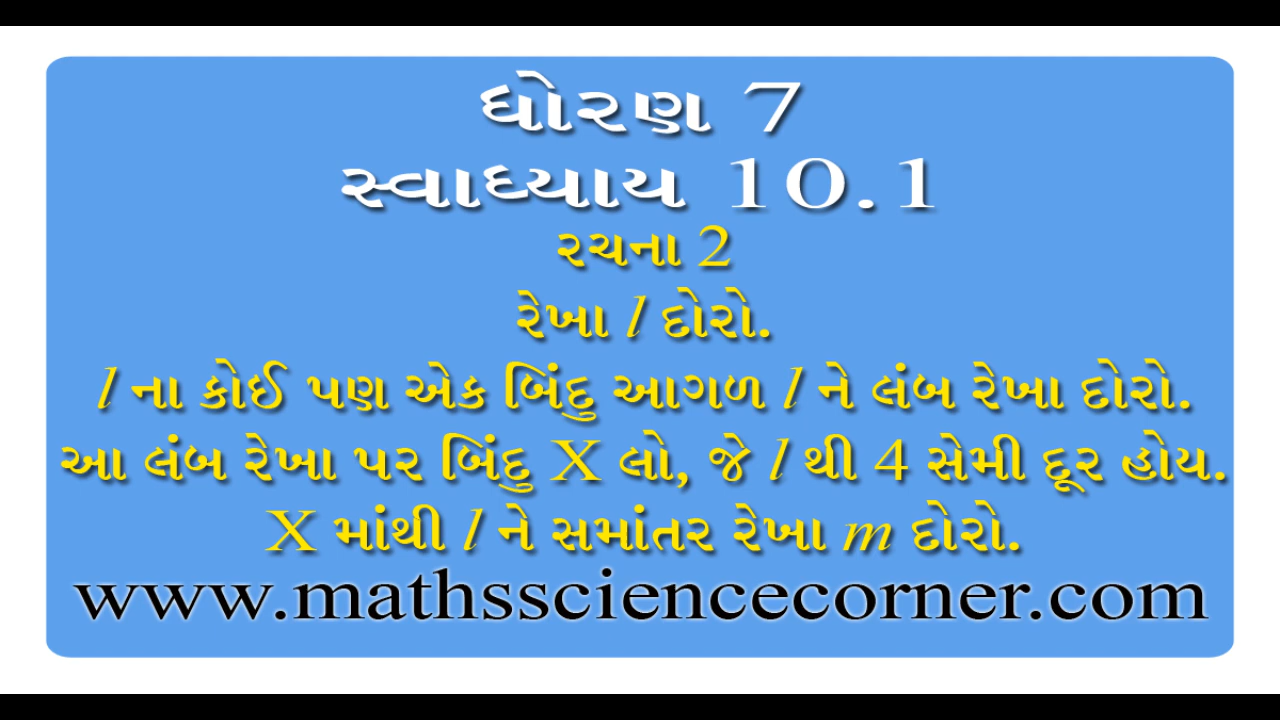 ધોરણ 7
સ્વાધ્યાય 10.1
રચના 2
રેખા l દોરો.
l ના કોઈ પણ એક બિંદુ આગળ l ને લંબ રેખા દોરો.
આ લંબ રેખા પર બિંદુ X લો, જે l થી 4 સેમી દૂર હોય.
X માંથી l ને સમાંતર રેખા m દોરો.
www.mathssciencecorner.com